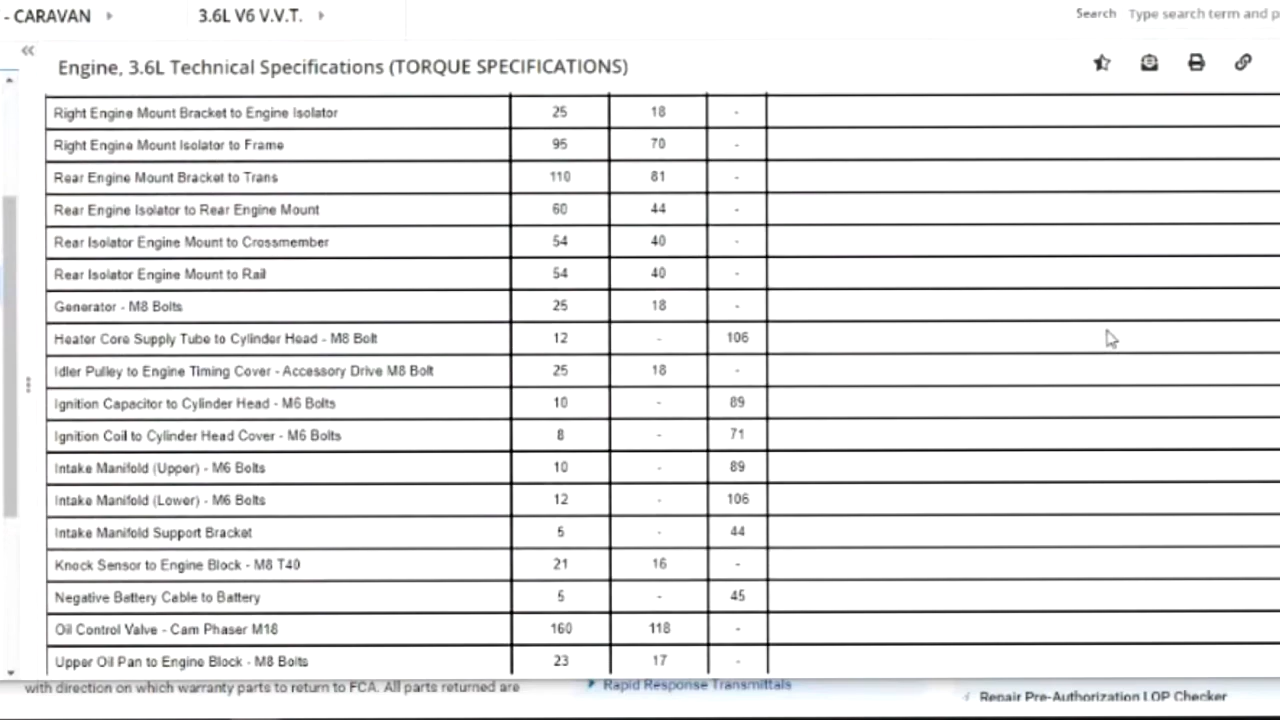 - CARAVAN 3.6L V6 V.V.T. Search Type search term and p
Engine, 3.6L Technical Specifications (TORQUE SPECIFICATIONS)
Right Engine Mount Bracket to Engine Isolator 25 18 -
Right Engine Mount Isolator to Frame 95 70 -
Rear Engine Mount Bracket to Trans 110 81 -
Rear Engine Isolator to Rear Engine Mount 60 44 -
Rear Isolator Engine Mount to Crossmember 54 40 -
Rear Isolator Engine Mount to Rail 54 40 -
Generator - M8 Bolts 25 18 -
Heater Core Supply Tube to Cylinder Head - M8 Bolt 12 - 106
Idler Pulley to Engine Timing Cover - Accessory Drive M8 Bolt 25 18 -
Ignition Capacitor to Cylinder Head - M6 Bolts 10 - 89
Ignition Coil to Cylinder Head Cover - M6 Bolts 8 - 71
Intake Manifold (Upper) - M6 Bolts 10 - 89
Intake Manifold (Lower) - M6 Bolts 12 - 106
Intake Manifold Support Bracket 5 - 44
Knock Sensor to Engine Block - M8 T40 21 16 -
Negative Battery Cable to Battery 5 - 45
Oil Control Valve - Cam Phaser M18 160 118 -
Upper Oil Pan to Engine Block - M8 Bolts 23 17 -
with direction on which warranty parts to return to FCA. All parts returned are Rapid Response Transmittals
Repair Pre-Authorization LOP Checker